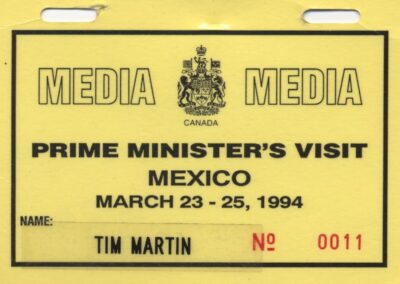 MEDIA MEDIA
CANADA
PRIME MINISTER'S VISIT
MEXICO
MARCH 23 - 25, 1994
NAME:
TIM MARTIN Nº 0011